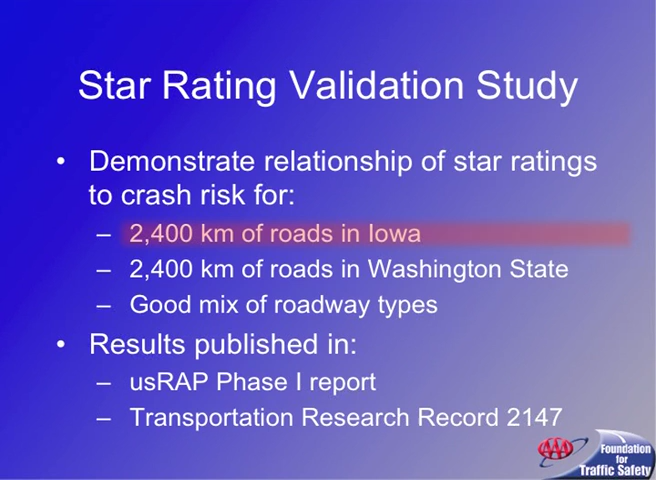 Star Rating Validation Study
• Demonstrate relationship of star ratings
to crash risk for:
– 2,400 km of roads in Iowa
– 2,400 km of roads in Washington State
– Good mix of roadway types
• Results published in:
– usRAP Phase I report
– Transportation Research Record 2147
AAA
Foundation
for
Traffic Safety